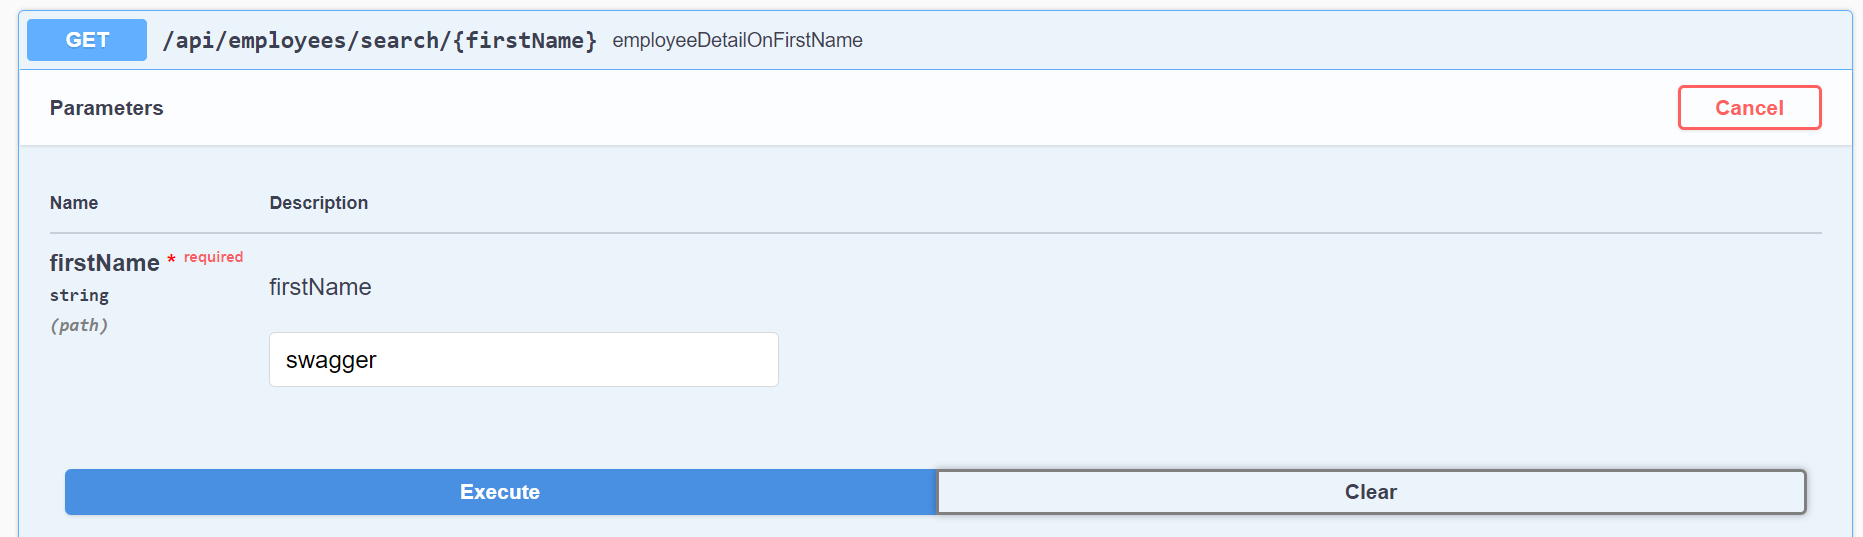 GET /api/employees/search/{firstName} employeeDetailOnFirstName
Parameters Cancel
Name Description
firstName * required
string
(path)
firstName
swagger
Execute Clear